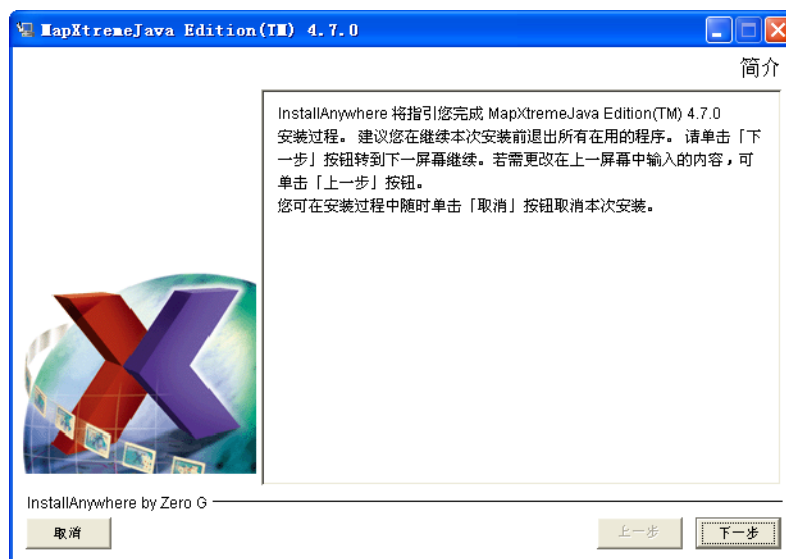 MapXtremeJava Edition(TM) 4.7.0
简介
InstallAnywhere 将指引您完成 MapXtremeJava Edition(TM) 4.7.0
安装过程。 建议您在继续本次安装前退出所有在用的程序。 请单击「下
一步」按钮转到下一屏幕继续。若需更改在上一屏幕中输入的内容，可
单击「上一步」按钮。
您可在安装过程中随时单击「取消」按钮取消本次安装。
InstallAnywhere by Zero G
取消
上一步
下一步